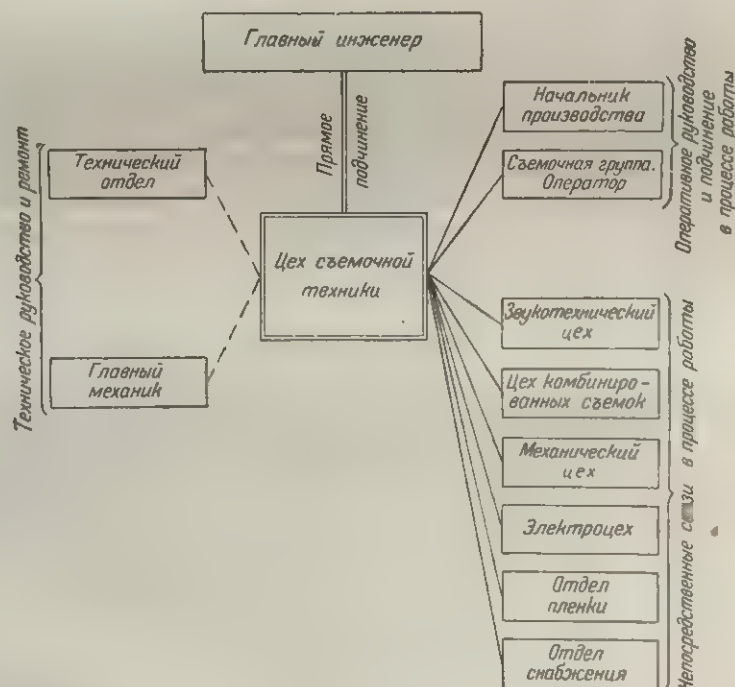 Главный инженер
Прямое
подчинение
Технический
отдел
Главный
механик
Техническое руководство и ремонт
Цех съемочной
техники
Начальник
производства
Съемочная группа.
Оператор
Оперативное руководство
и подчинение
в процессе работы
Звукотехнический
цех
Цех комбиниро-
ванных съемок
Механический
цех
Электроцех
Отдел
пленки
Отдел
снабжения
Непосредственные связи в процессе работы